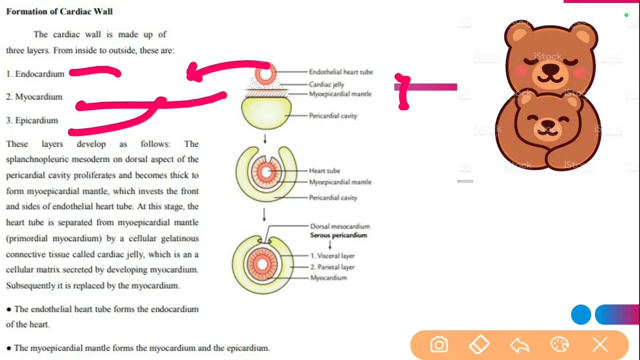 Formation of Cardiac Wall
The cardiac wall is made up of
three layers. From inside to outside, these are:
1. Endocardium
2. Myocardium
3. Epicardium
These layers develop as follows: The
splanchnopleuric mesoderm on dorsal aspect of the
pericardial cavity proliferates and becomes thick to
form myoepicardial mantle, which invests the front
and sides of endothelial heart tube. At this stage, the
heart tube is separated from myoepicardial mantle
(primordial myocardium) by a cellular gelatinous
connective tissue called cardiac jelly, which is an a
cellular matrix secreted by developing myocardium.
Subsequently it is replaced by the myocardium.
● The endothelial heart tube forms the endocardium
of the heart.
● The myoepicardial mantle forms the myocardium and the epicardium.
Endothelial heart tube
Cardiac jelly
Myoepicardial mantle
Pericardial cavity
Heart tube
Myoepicardial mantle
Pericardial cavity
Dorsal mesocardium
Serous pericardium
1. Visceral layer
2. Parietal layer
Myocardium
iStock
iStock
iStock
iStock